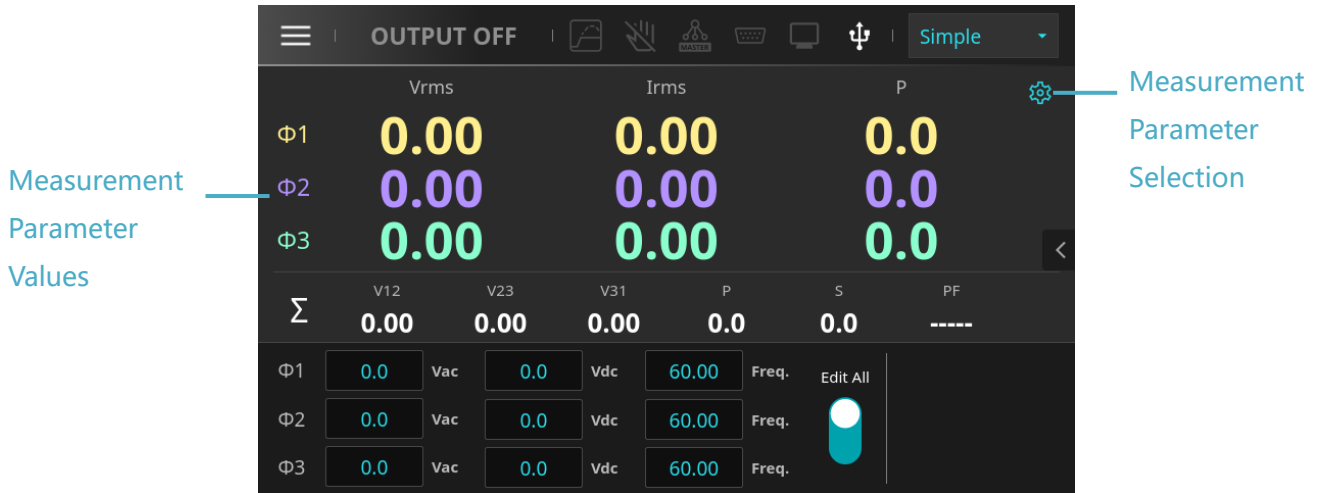 OUTPUT OFF
MASTER
Simple
Vrms Irms P
Φ1 0.00 0.00 0.0
Φ2 0.00 0.00 0.0
Φ3 0.00 0.00 0.0
V12 V23 V31 P S PF
Σ 0.00 0.00 0.00 0.0 0.0 -----
Φ1 0.0 Vac 0.0 Vdc 60.00 Freq.
Edit All
Φ2 0.0 Vac 0.0 Vdc 60.00 Freq.
Φ3 0.0 Vac 0.0 Vdc 60.00 Freq.
Measurement
Parameter
Values
Measurement
Parameter
Selection